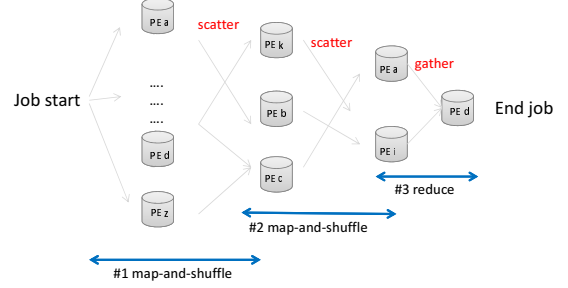 PE a
scatter
PE k
scatter
PE a
gather
Job start
....
....
....
PE b
PE d
End job
PE d
PE i
PE c
PE z
#3 reduce
#2 map-and-shuffle
#1 map-and-shuffle